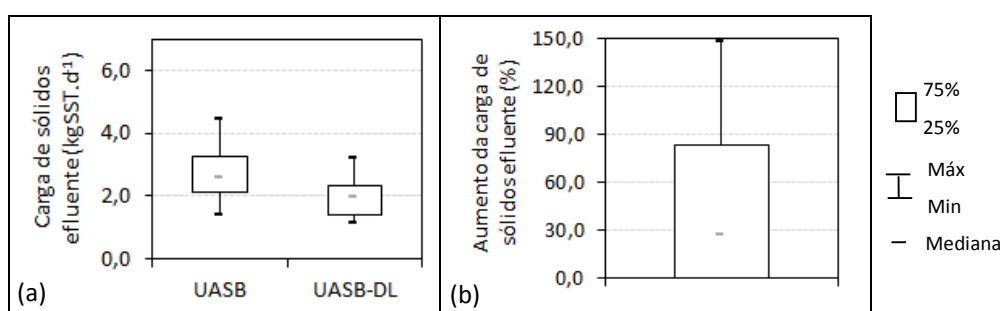 Carga de sólidos
efluente (kgSST.d-1)
6,0
4,0
2,0
0,0
UASB
UASB-DL
(a)
Aumento da carga de
sólidos efluente (%)
150,0
120,0
90,0
60,0
30,0
0,0
(b)
75%
25%
Máx
Min
Mediana